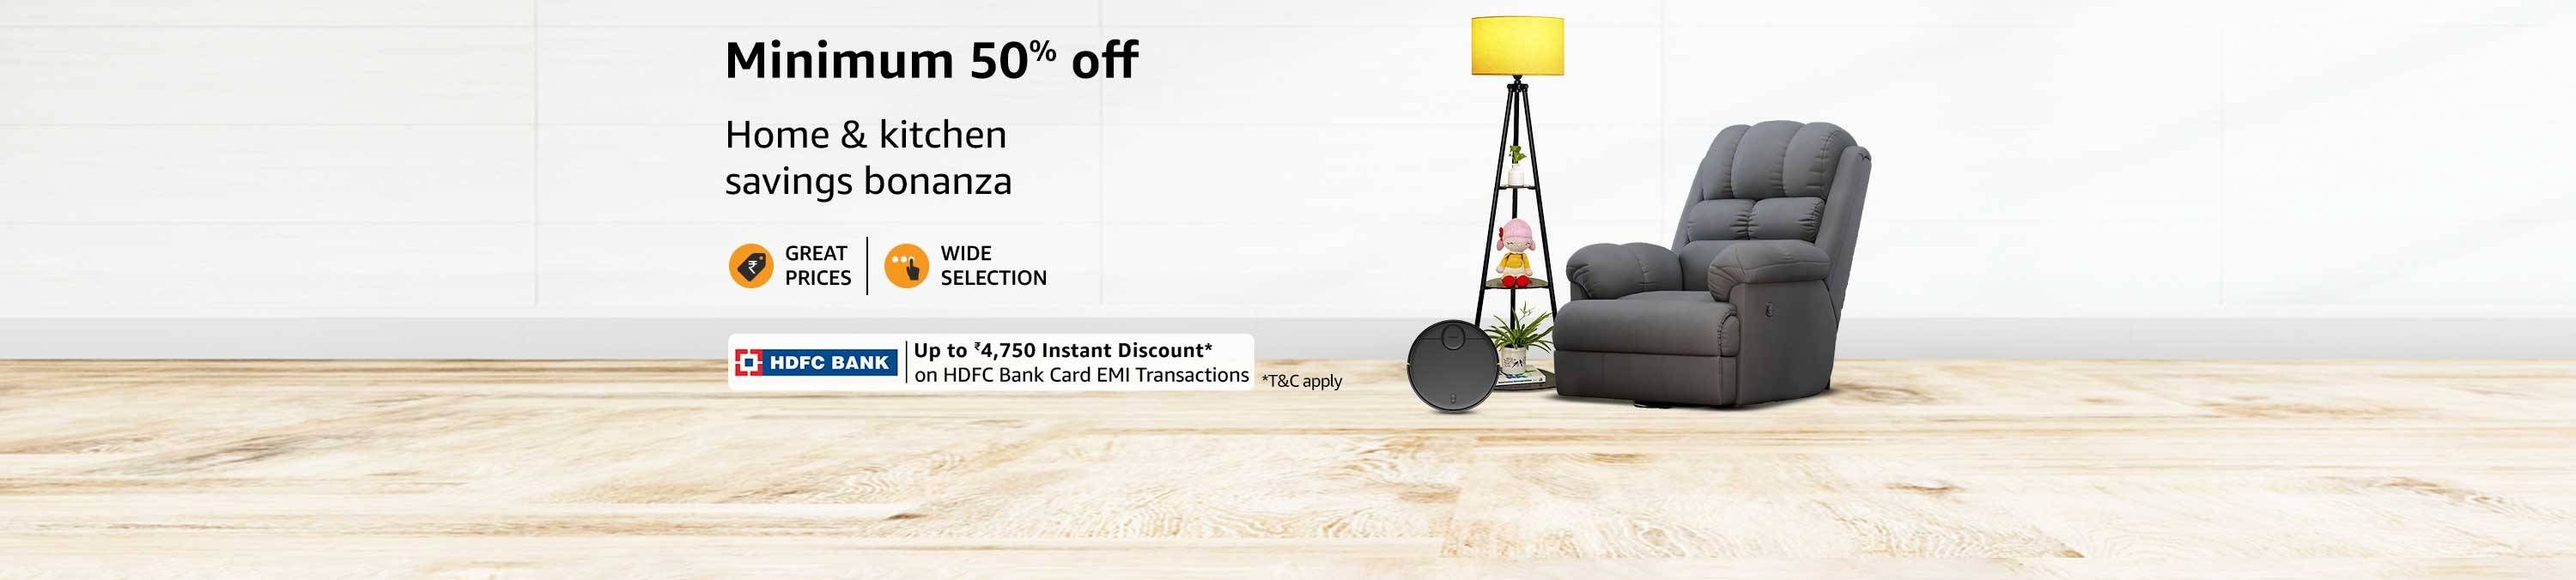 Minimum 50% off
Home & kitchen
savings bonanza
GREAT
PRICES
WIDE
SELECTION
HDFC BANK
Up to ₹4,750 Instant Discount*
on HDFC Bank Card EMI Transactions
*T&C apply